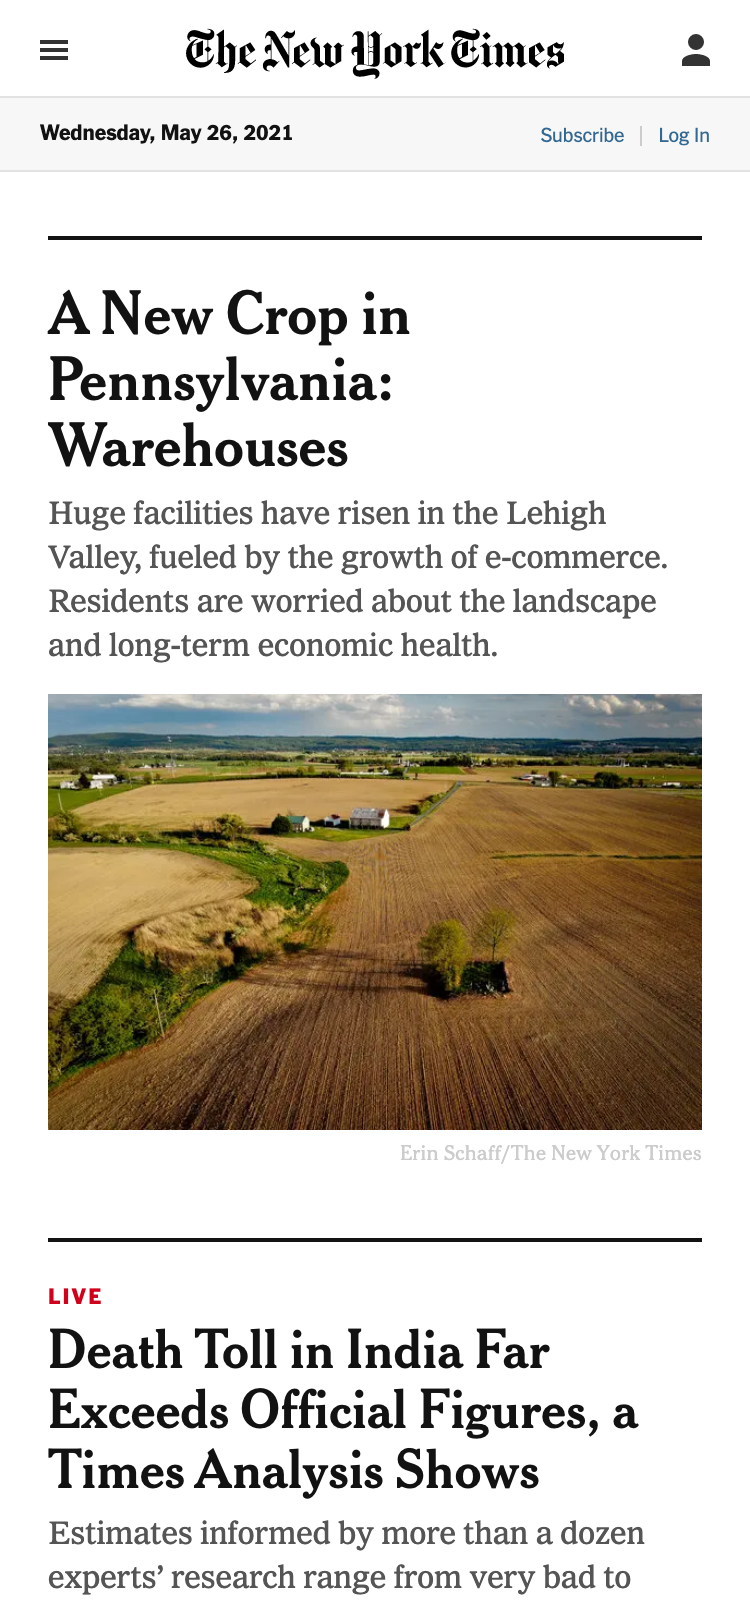 The New York Times
Wednesday, May 26, 2021
Subscribe | Log In
A New Crop in
Pennsylvania:
Warehouses
Huge facilities have risen in the Lehigh
Valley, fueled by the growth of e-commerce.
Residents are worried about the landscape
and long-term economic health.
Erin Schaff/The New York Times
LIVE
Death Toll in India Far
Exceeds Official Figures, a
Times Analysis Shows
Estimates informed by more than a dozen
experts’ research range from very bad to